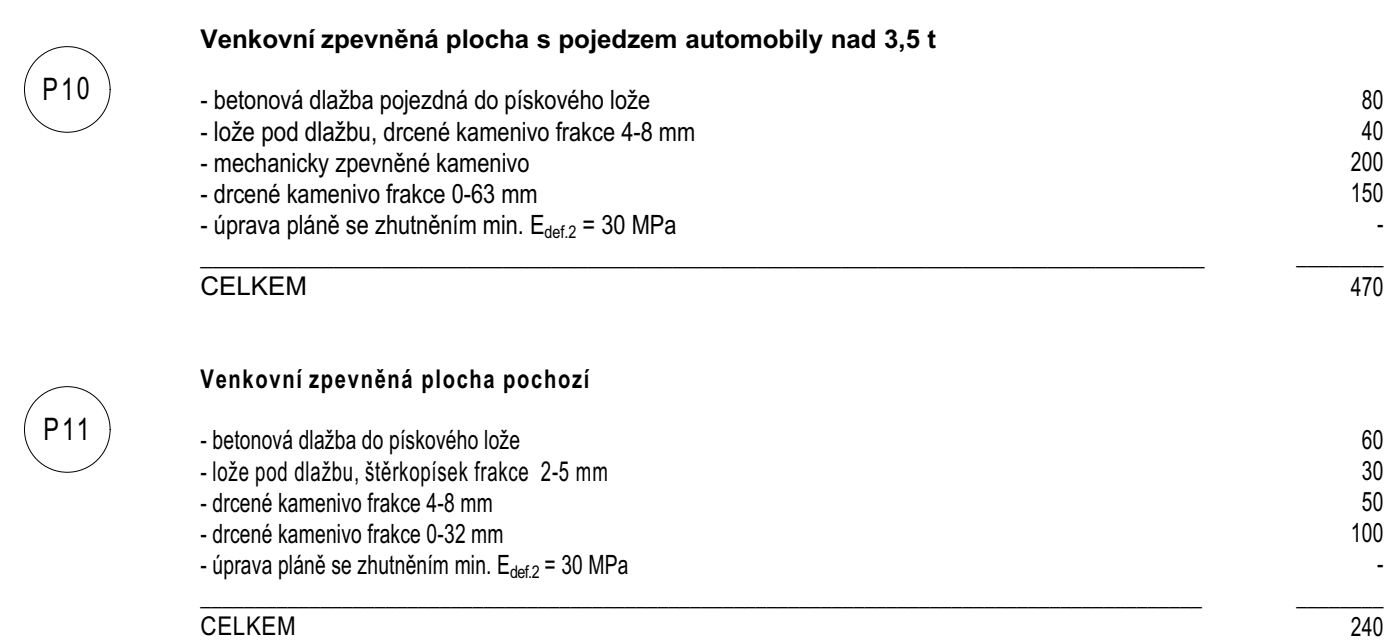 Venkovní zpevněná plocha s pojedzem automobily nad 3,5 t
P10
- betonová dlažba pojezdná do pískového lože 80
- lože pod dlažbu, drcené kamenivo frakce 4-8 mm 40
- mechanicky zpevněné kamenivo 200
- drcené kamenivo frakce 0-63 mm 150
- úprava pláně se zhutněním min. Edef.2 = 30 MPa -
CELKEM 470
Venkovní zpevněná plocha pochozí
P11
- betonová dlažba do pískového lože 60
- lože pod dlažbu, štěrkopísek frakce 2-5 mm 30
- drcené kamenivo frakce 4-8 mm 50
- drcené kamenivo frakce 0-32 mm 100
- úprava pláně se zhutněním min. Edef.2 = 30 MPa -
CELKEM 240